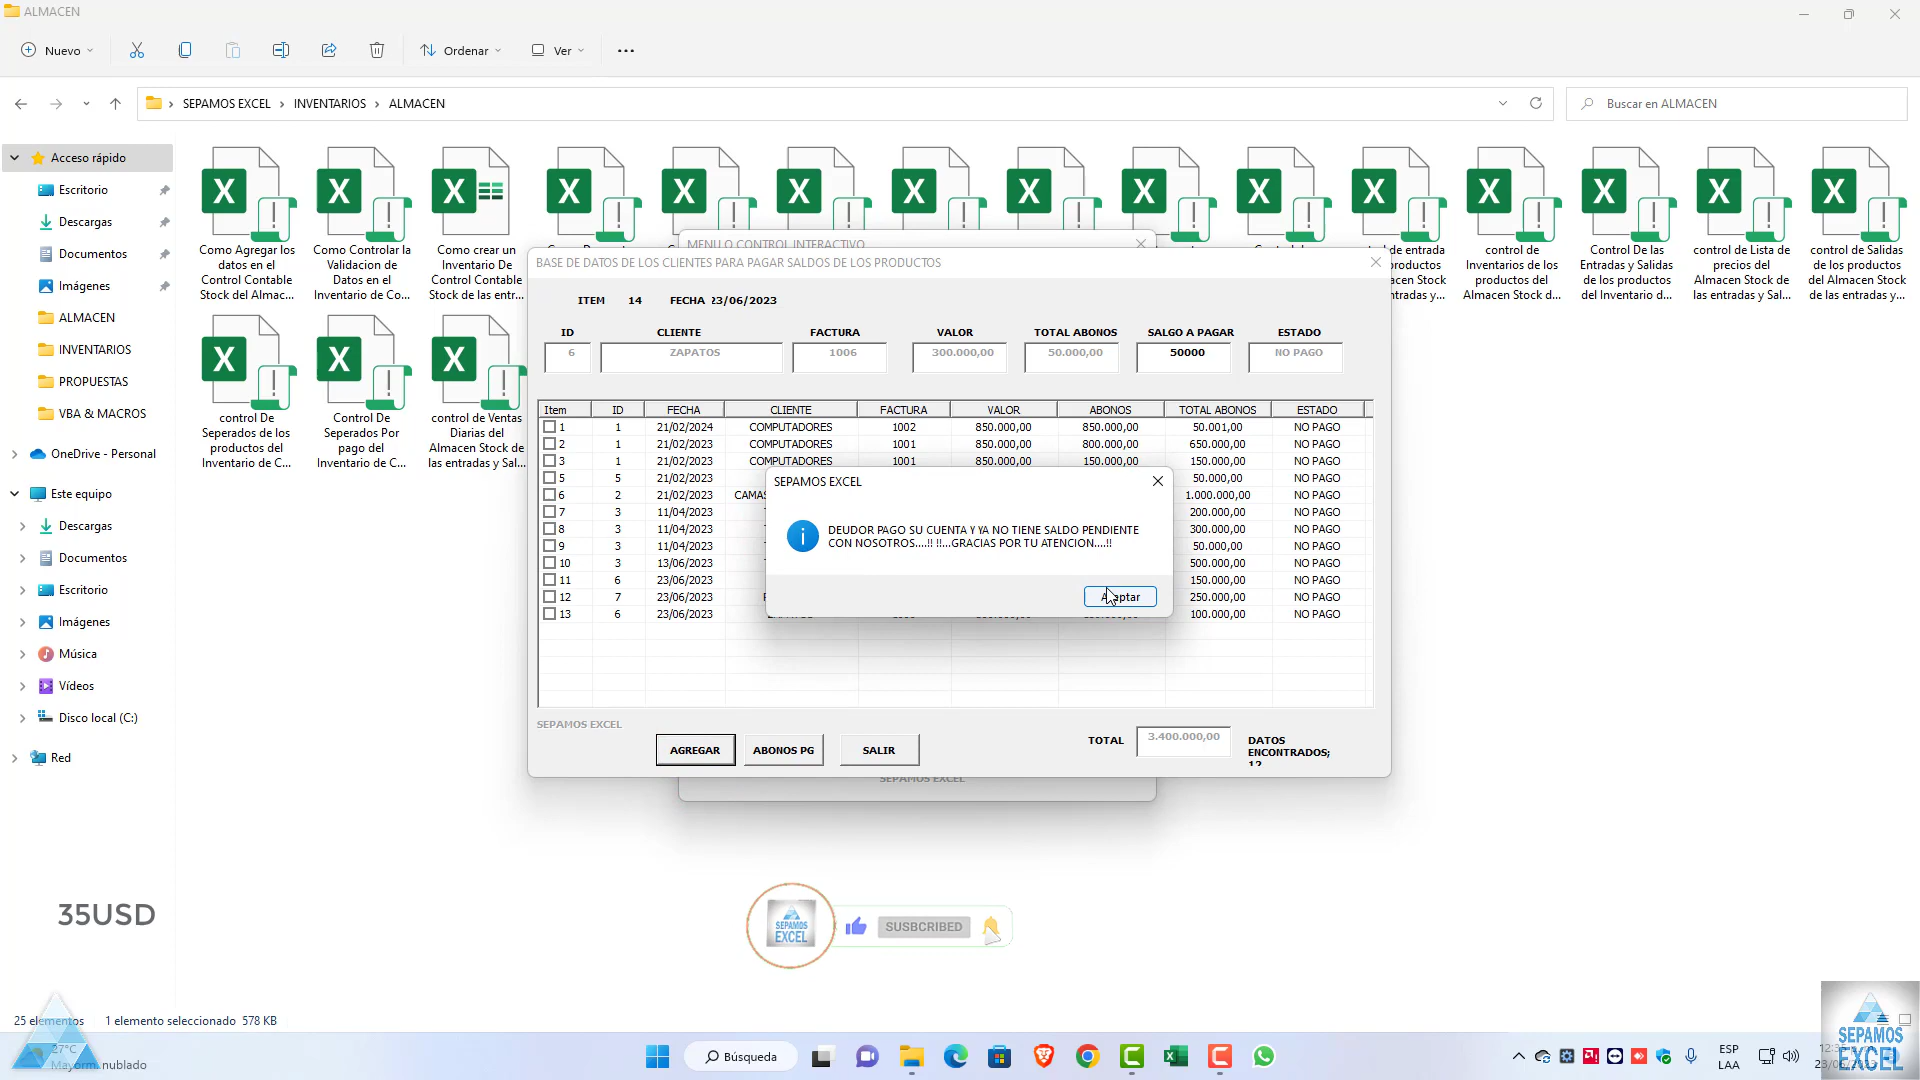 ALMACEN
Nuevo
Ordenar
Ver
SEPAMOS EXCEL > INVENTARIOS > ALMACEN
Buscar en ALMACEN
Acceso rápido
Escritorio
Descargas
Documentos
Imágenes
ALMACEN
INVENTARIOS
PROPUESTAS
VBA & MACROS
OneDrive - Personal
Este equipo
Descargas
Documentos
Escritorio
Imágenes
Música
Vídeos
Disco local (C:)
Red
Como Agregar los
datos en el
Control Contable
Stock del Almac...
Como Controlar la
Validacion de
Datos en el
Inventario de Co...
Como crear un
Inventario De
Control Contable
Stock de las entr...
control de
Inventarios de los
productos del
Almacen Stock d...
Control De las
Entradas y Salidas
de los productos
del Inventario d...
control de Lista de
precios del
Almacen Stock de
las entradas y Sal...
control de Salidas
de los productos
del Almacen Stock
de las entradas y...
control De
Seperados de los
productos del
Inventario de C...
Control De
Seperados Por
pago del
Inventario de C...
control de Ventas
Diarias del
Almacen Stock de
las entradas y Sal...
MENU O CONTROL INTERACTIVO
BASE DE DATOS DE LOS CLIENTES PARA PAGAR SALDOS DE LOS PRODUCTOS
ITEM 14 FECHA 23/06/2023
ID CLIENTE FACTURA VALOR TOTAL ABONOS SALGO A PAGAR ESTADO
6 ZAPATOS 1006 300.000,00 50.000,00 50000 NO PAGO
Item ID FECHA CLIENTE FACTURA VALOR ABONOS TOTAL ABONOS ESTADO
1 1 21/02/2024 COMPUTADORES 1002 850.000,00 850.000,00 50.001,00 NO PAGO
2 1 21/02/2023 COMPUTADORES 1001 850.000,00 800.000,00 650.000,00 NO PAGO
3 1 21/02/2023 COMPUTADORES 1001 850.000,00 150.000,00 150.000,00 NO PAGO
5 5 21/02/2023 50.000,00 NO PAGO
6 2 21/02/2023 CAMAS 1.000.000,00 NO PAGO
7 3 11/04/2023 200.000,00 NO PAGO
8 3 11/04/2023 300.000,00 NO PAGO
9 3 11/04/2023 50.000,00 NO PAGO
10 3 13/06/2023 500.000,00 NO PAGO
11 6 23/06/2023 150.000,00 NO PAGO
12 7 23/06/2023 250.000,00 NO PAGO
13 6 23/06/2023 100.000,00 NO PAGO
SEPAMOS EXCEL
DEUDOR PAGO SU CUENTA Y YA NO TIENE SALDO PENDIENTE
CON NOSOTROS....!! !!...GRACIAS POR TU ATENCION....!!
Aceptar
SEPAMOS EXCEL
AGREGAR
ABONOS PG
SALIR
TOTAL 3.400.000,00
DATOS
ENCONTRADOS;
12
SEPAMOS EXCEL
35USD
SEPAMOS
EXCEL
SUSBCRIBED
25 elementos 1 elemento seleccionado 578 KB
27°C
Mayorm. nublado
Búsqueda
ESP
LAA
SEPAMOS
EXCEL